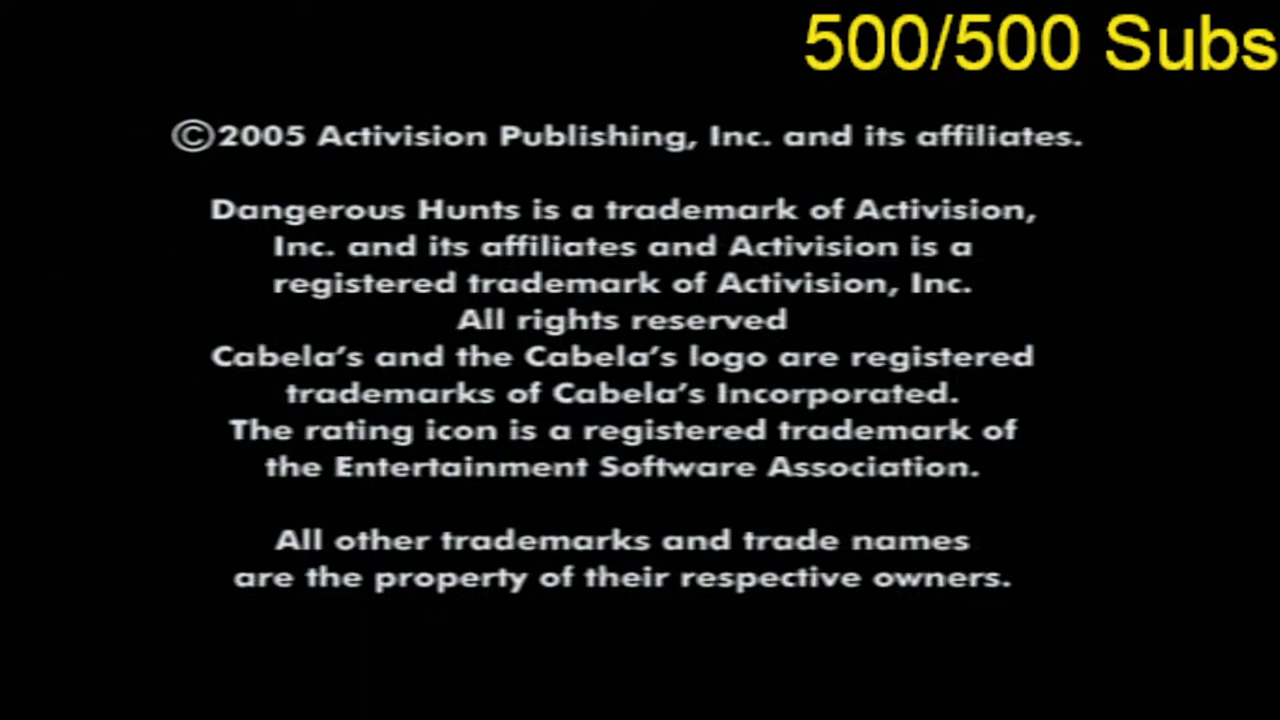 500/500 Subs
©2005 Activision Publishing, Inc. and its affiliates.
Dangerous Hunts is a trademark of Activision,
Inc. and its affiliates and Activision is a
registered trademark of Activision, Inc.
All rights reserved
Cabela's and the Cabela's logo are registered
trademarks of Cabela's Incorporated.
The rating icon is a registered trademark of
the Entertainment Software Association.
All other trademarks and trade names
are the property of their respective owners.